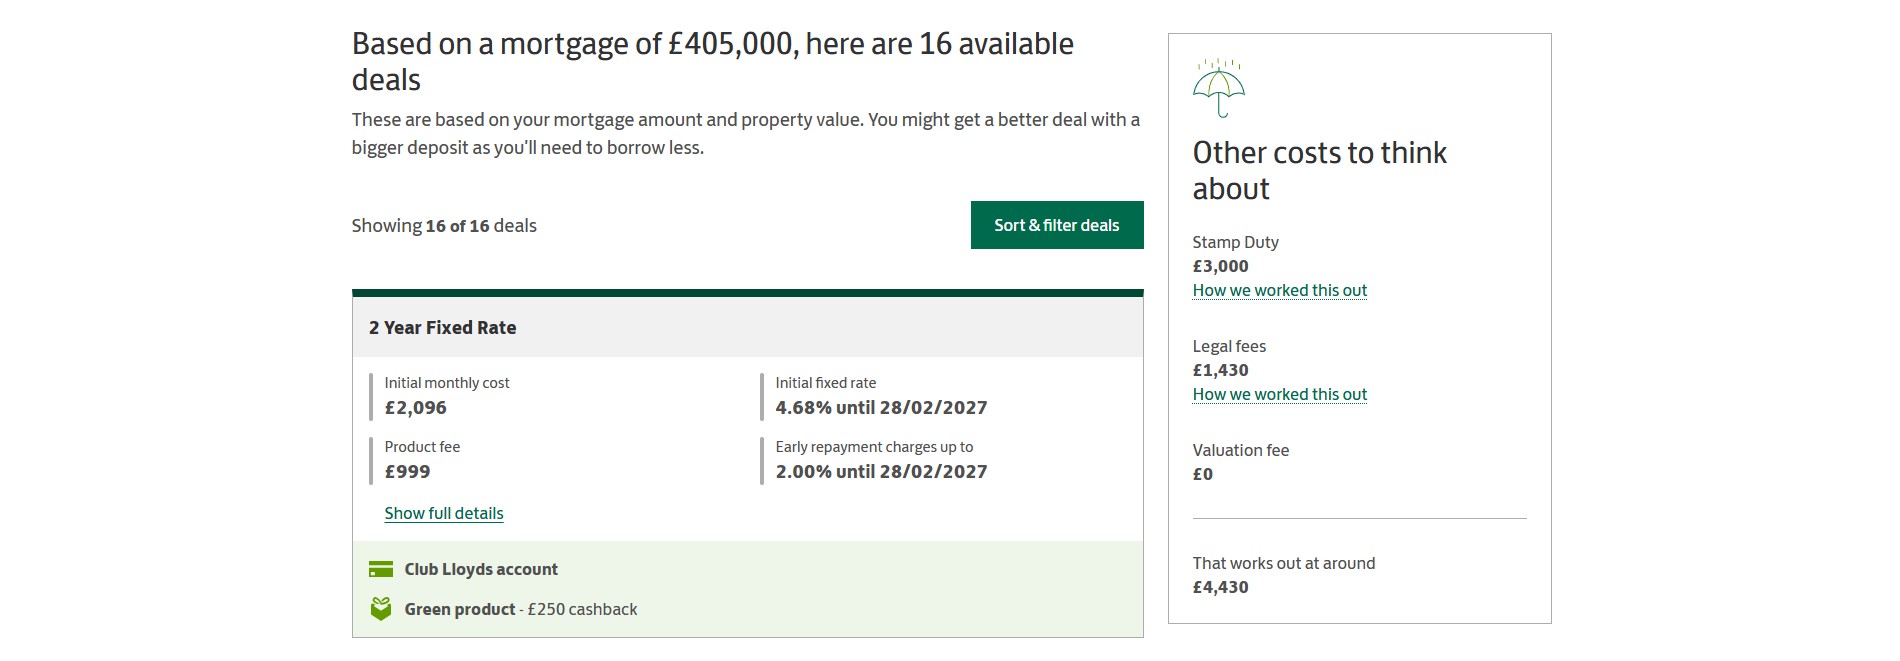 Based on a mortgage of £405,000, here are 16 available
deals
These are based on your mortgage amount and property value. You might get a better deal with a
bigger deposit as you'll need to borrow less.
Showing 16 of 16 deals
Sort & filter deals
2 Year Fixed Rate
Initial monthly cost
£2,096
Initial fixed rate
4.68% until 28/02/2027
Product fee
£999
Early repayment charges up to
2.00% until 28/02/2027
Show full details
Club Lloyds account
Green product - £250 cashback
Other costs to think
about
Stamp Duty
£3,000
How we worked this out
Legal fees
£1,430
How we worked this out
Valuation fee
£0
That works out at around
£4,430